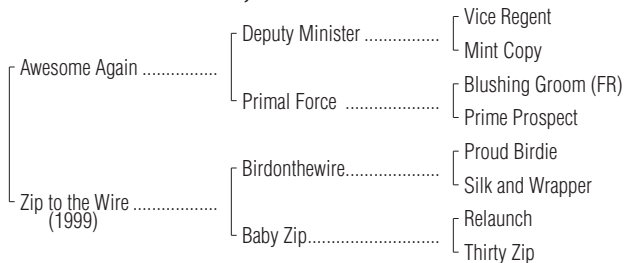 Vice Regent
Deputy Minister ................
Mint Copy
Awesome Again ................
Blushing Groom (FR)
Primal Force ....................
Prime Prospect
Proud Birdie
Birdonthewire....................
Silk and Wrapper
Zip to the Wire ..................
(1999)
Relaunch
Baby Zip............................
Thirty Zip